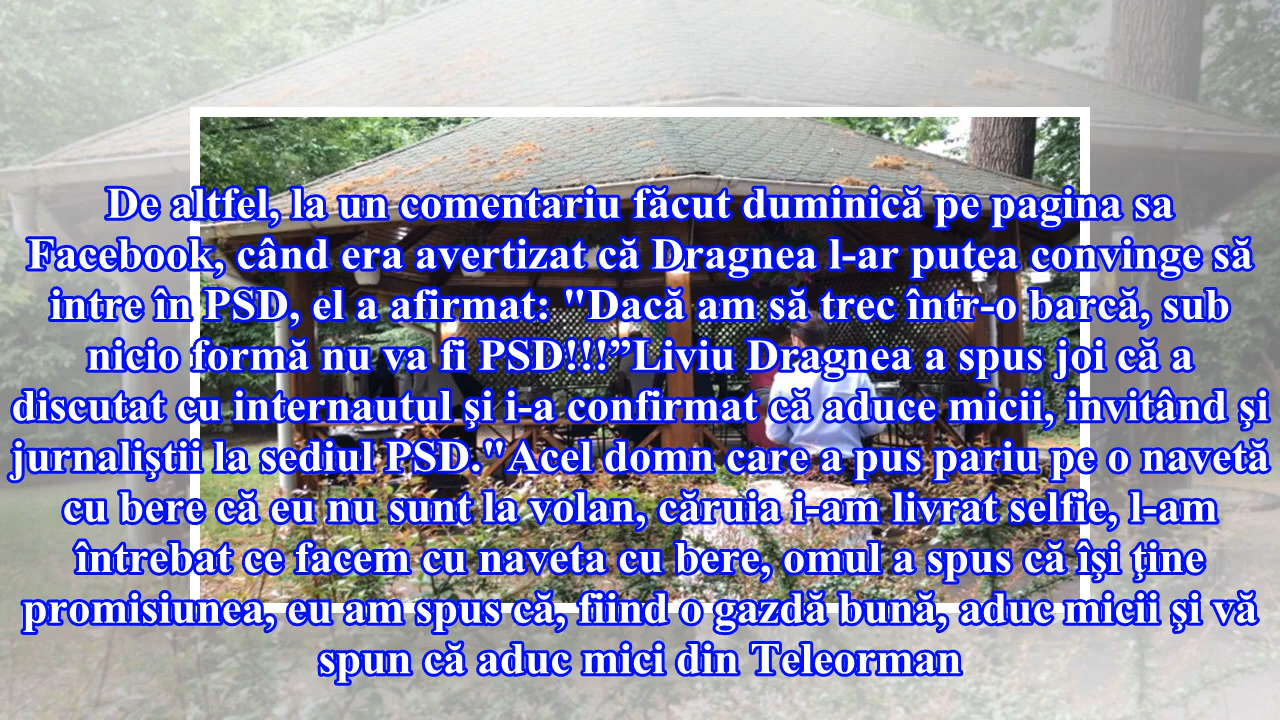 De altfel, la un comentariu făcut duminică pe pagina sa
Facebook, când era avertizat că Dragnea l-ar putea convinge să
intre în PSD, el a afirmat: "Dacă am să trec într-o barcă, sub
nicio formă nu va fi PSD!!!”Liviu Dragnea a spus joi că a
discutat cu internautul şi i-a confirmat că aduce micii, invitând şi
jurnaliştii la sediul PSD."Acel domn care a pus pariu pe o navetă
cu bere că eu nu sunt la volan, căruia i-am livrat selfie, l-am
întrebat ce facem cu naveta cu bere, omul a spus că îşi ţine
promisiunea, eu am spus că, fiind o gazdă bună, aduc micii şi vă
spun că aduc mici din Teleorman